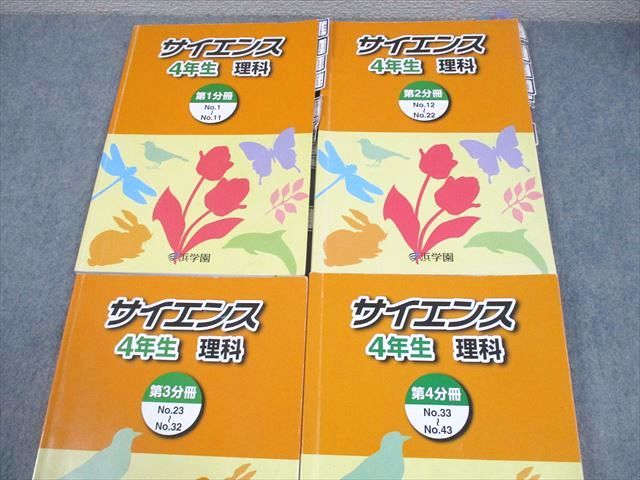 サイエンス
4年生 理科
第1分冊
No.1
~
No.11
浜学園
サイエンス
4年生 理科
第2分冊
No.12
~
No.22
浜学園
サイエンス
4年生 理科
第3分冊
No.23
~
No.32
サイエンス
4年生 理科
第4分冊
No.33
~
No.43